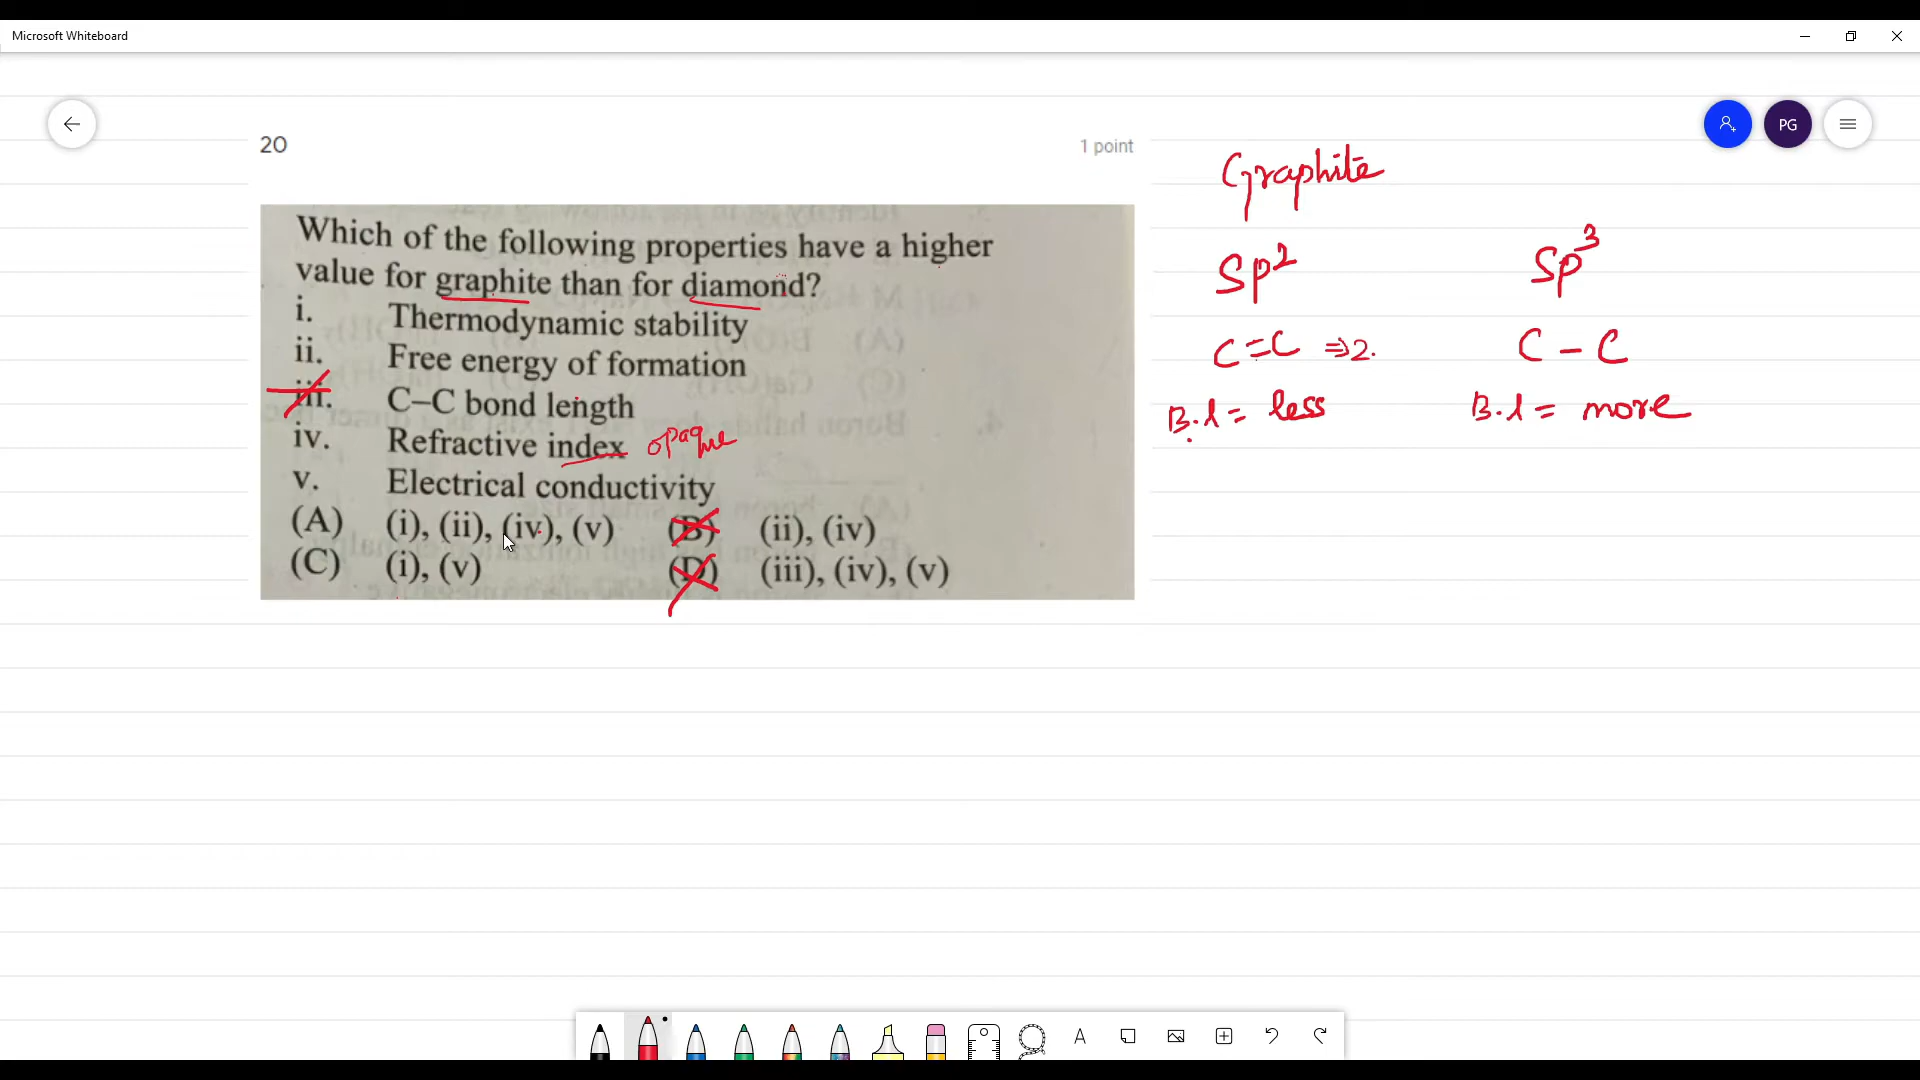 Microsoft Whiteboard
PG
20
1 point
Which of the following properties have a higher
value for graphite than for diamond?
i. Thermodynamic stability
ii. Free energy of formation
iii. C–C bond length
iv. Refractive index opaque
v. Electrical conductivity
(A) (i), (ii), (iv), (v) (B) (ii), (iv)
(C) (i), (v) (D) (iii), (iv), (v)
Graphite
Sp2 Sp3
C=C ⇒2. C – C
B.l = less B.l = more
A